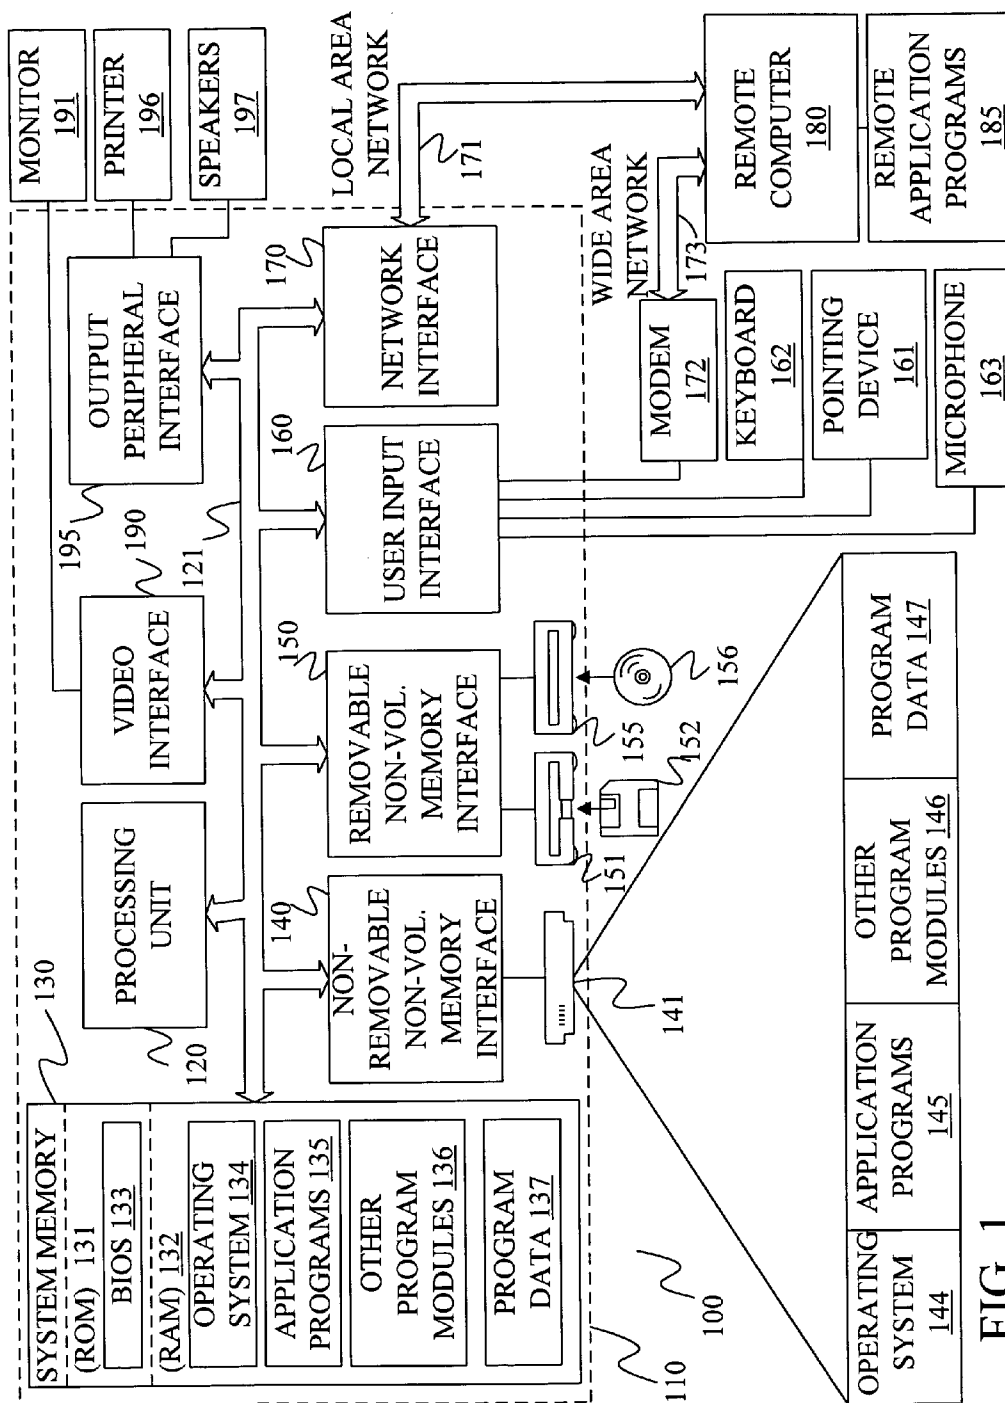 SYSTEM MEMORY
(ROM) 131
BIOS 133
(RAM) 132
OPERATING
SYSTEM 134
APPLICATION
PROGRAMS 135
OTHER
PROGRAM
MODULES 136
PROGRAM
DATA 137
130
120
PROCESSING
UNIT
VIDEO
INTERFACE
190
121
195
OUTPUT
PERIPHERAL
INTERFACE
MONITOR
191
PRINTER
196
SPEAKERS
197
140
NON-
REMOVABLE
NON-VOL.
MEMORY
INTERFACE
150
REMOVABLE
NON-VOL.
MEMORY
INTERFACE
160
USER INPUT
INTERFACE
170
NETWORK
INTERFACE
LOCAL AREA
NETWORK
171
141
151
152
155
156
WIDE AREA
NETWORK
173
MODEM
172
KEYBOARD
162
POINTING
DEVICE
161
MICROPHONE
163
REMOTE
COMPUTER
180
REMOTE
APPLICATION
PROGRAMS
185
110
100
OPERATING
SYSTEM
144
APPLICATION
PROGRAMS
145
OTHER
PROGRAM
MODULES 146
PROGRAM
DATA 147
FIG. 1